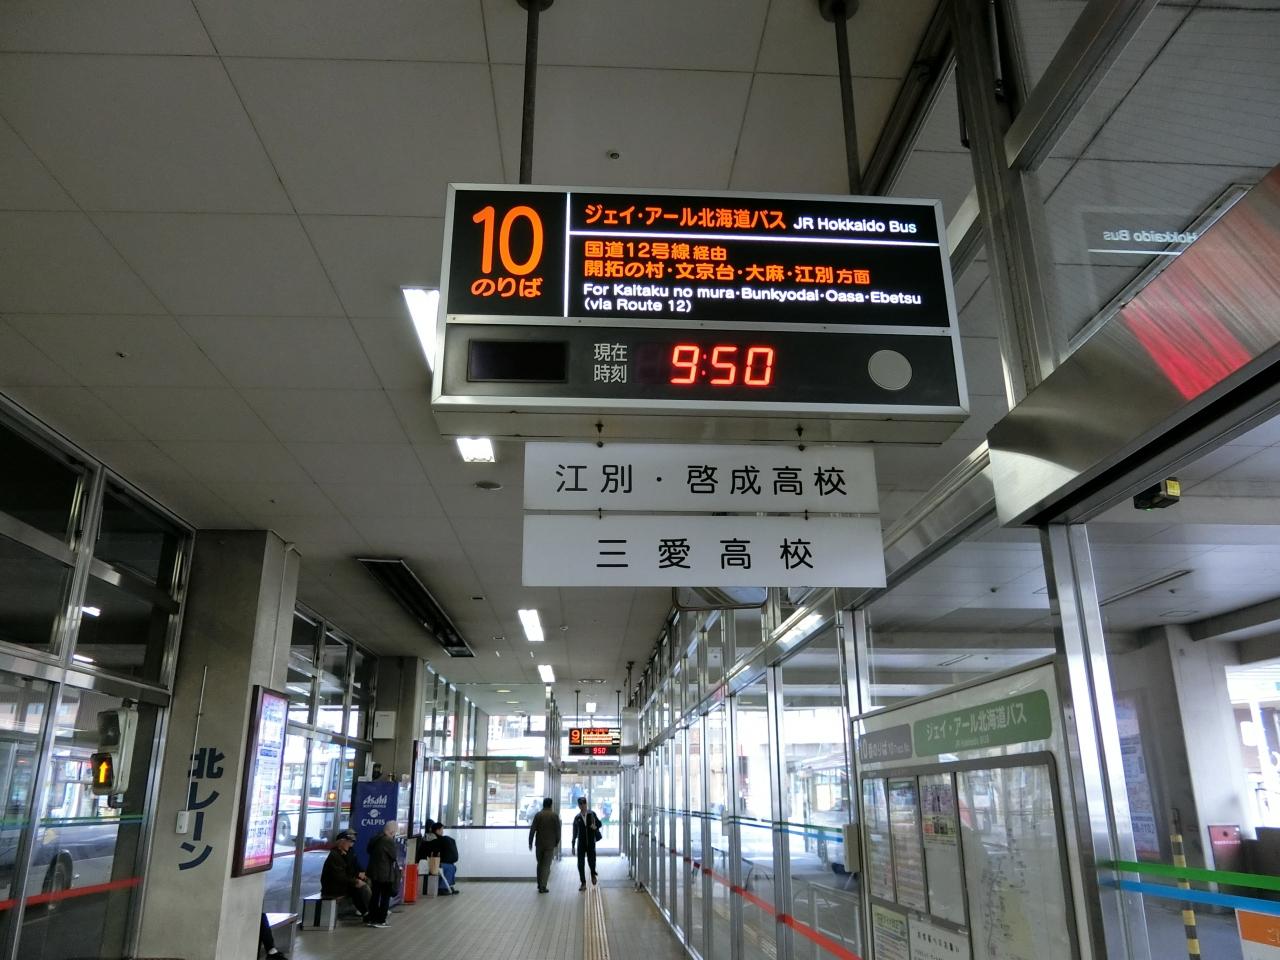 10
のりば
ジェイ・アール北海道バス JR Hokkaido Bus
国道12号線 経由
開拓の村・文京台・大麻・江別 方面
For Kaitaku no mura・Bunkyodai・Oasa・Ebetsu
(via Route 12)
現在
時刻
9:50
江別・啓成高校
三愛高校
Hokkaido Bus
北レーン
Asahi
CALPIS
9
9:50
ジェイ・アール北海道バス